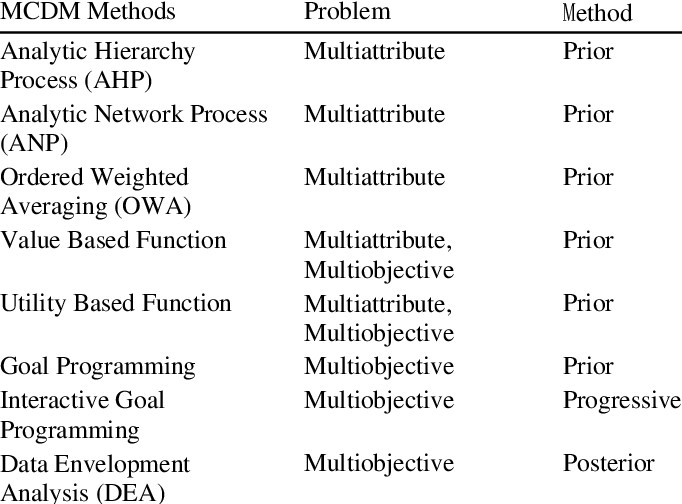 MCDM Methods Problem Method
Analytic Hierarchy Multiattribute Prior
Process (AHP)
Analytic Network Process Multiattribute Prior
(ANP)
Ordered Weighted Multiattribute Prior
Averaging (OWA)
Value Based Function Multiattribute, Prior
Multiobjective
Utility Based Function Multiattribute, Prior
Multiobjective
Goal Programming Multiobjective Prior
Interactive Goal Multiobjective Progressive
Programming
Data Envelopment Multiobjective Posterior
Analysis (DEA)